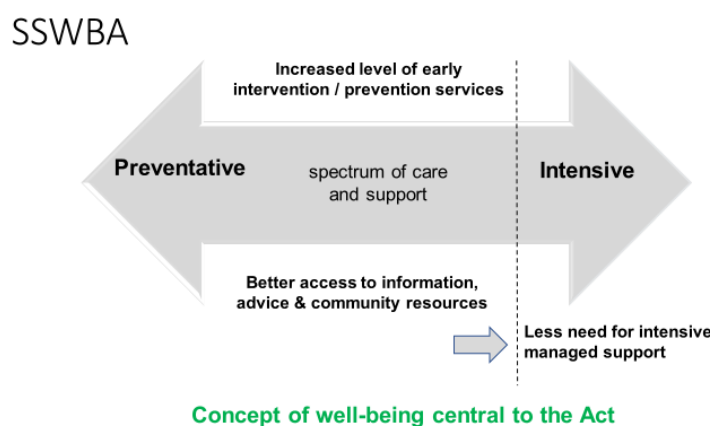 SSWBA
Increased level of early
intervention / prevention services
Preventative
spectrum of care
and support
Intensive
Better access to information,
advice & community resources
Less need for intensive
managed support
Concept of well-being central to the Act